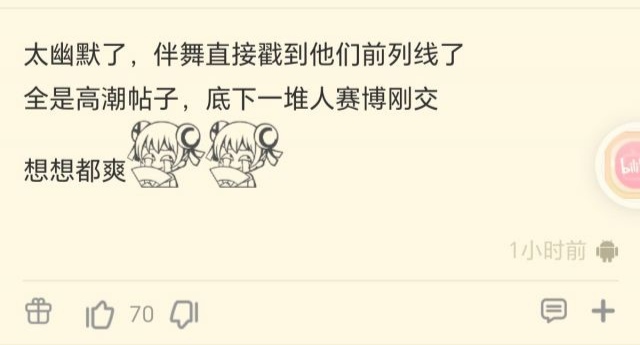 太幽默了，伴舞直接戳到他们前列线了
全是高潮帖子，底下一堆人赛博刚交
想想都爽
1小时前
70
bili